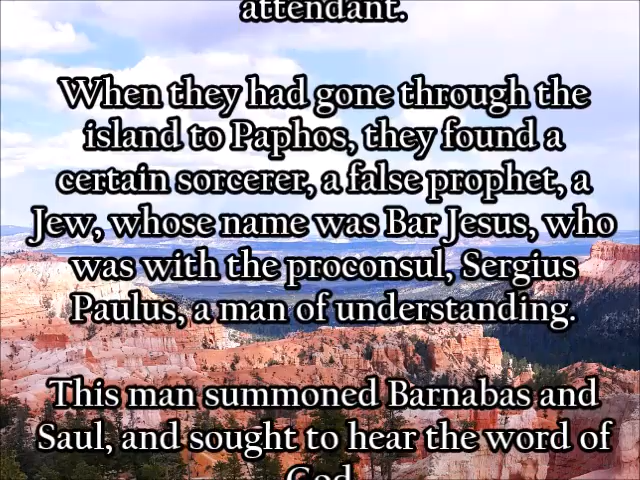 attendant.
When they had gone through the
island to Paphos, they found a
certain sorcerer, a false prophet, a
Jew, whose name was Bar Jesus, who
was with the proconsul, Sergius
Paulus, a man of understanding.
This man summoned Barnabas and
Saul, and sought to hear the word of
God.